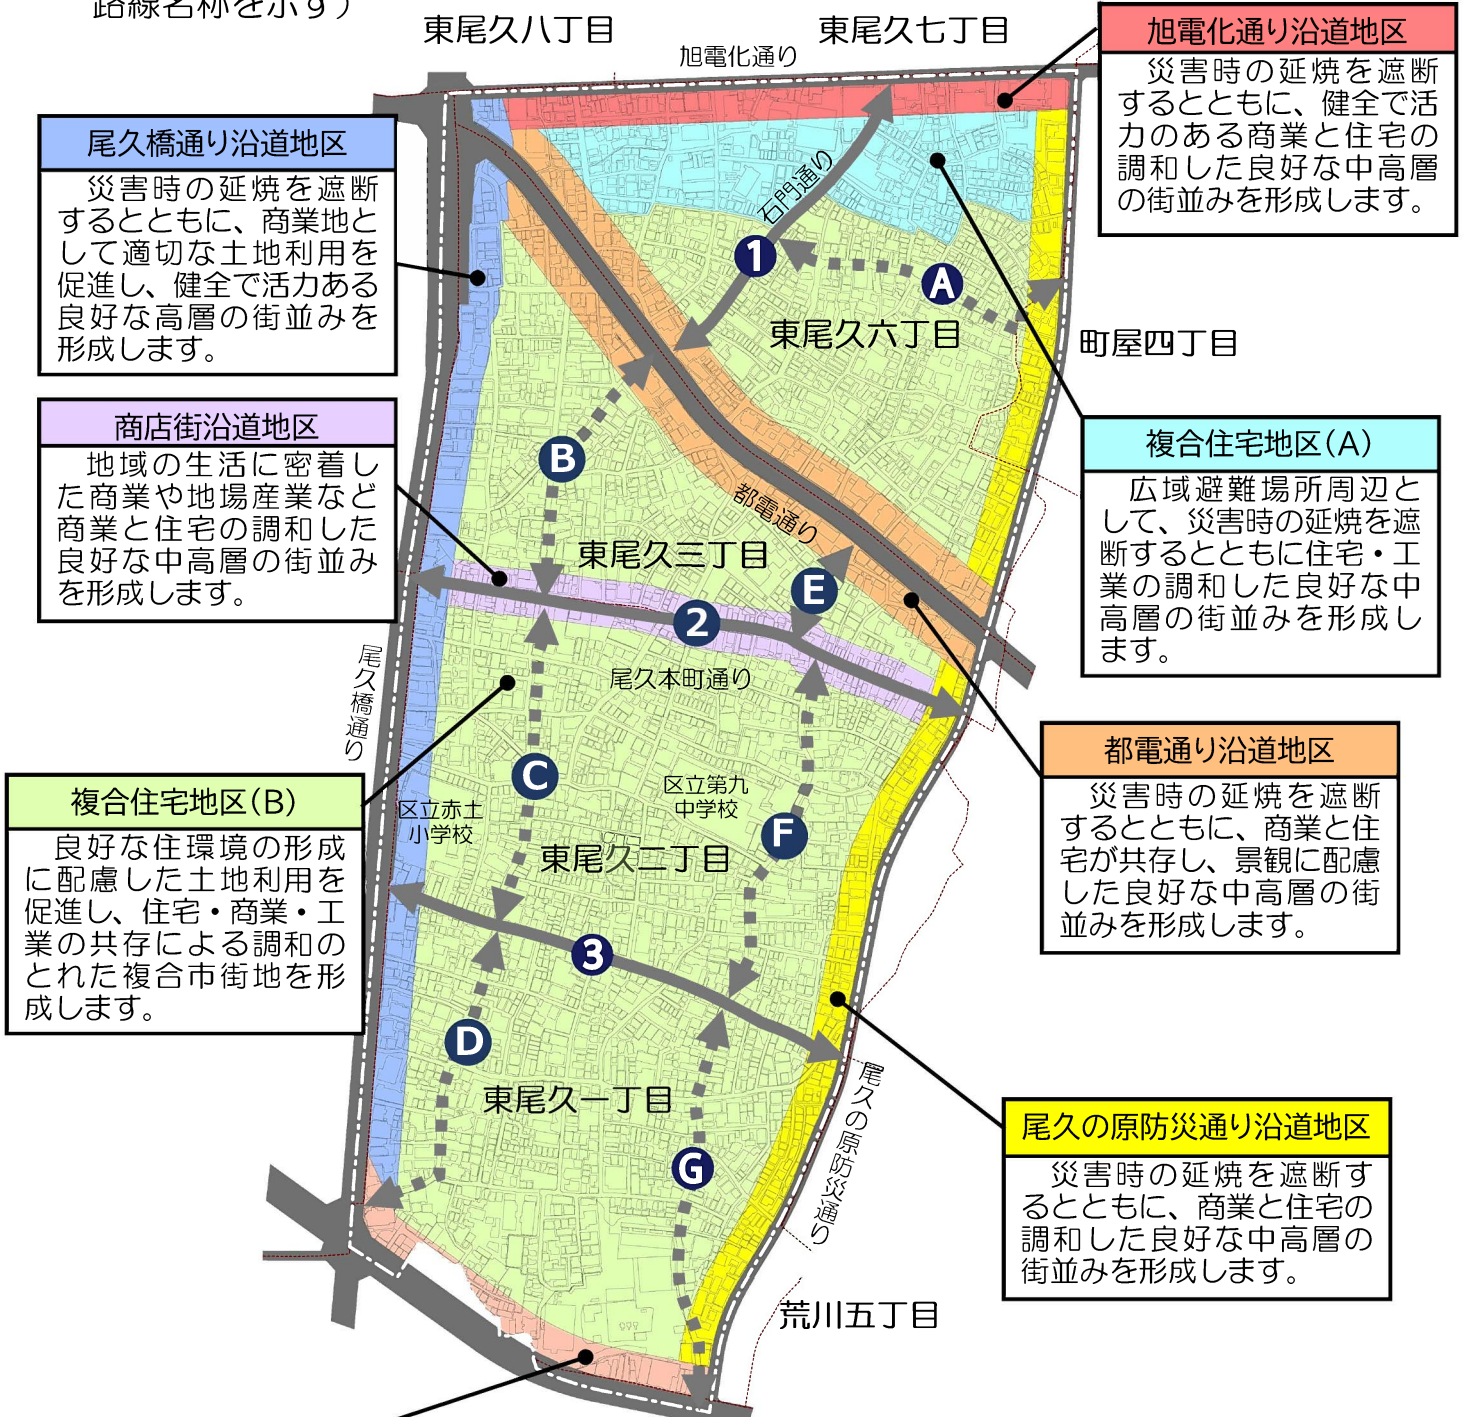 路線名称を示す）
東尾久八丁目
東尾久七丁目
旭電化通り
旭電化通り沿道地区
災害時の延焼を遮断
するとともに、健全で活
力のある商業と住宅の
調和した良好な中高層
の街並みを形成します。
尾久橋通り沿道地区
災害時の延焼を遮断
するとともに、商業地と
して適切な土地利用を
促進し、健全で活力ある
良好な高層の街並みを
形成します。
石門通り
1
A
東尾久六丁目
町屋四丁目
商店街沿道地区
地域の生活に密着し
た商業や地場産業など
商業と住宅の調和した
良好な中高層の街並み
を形成します。
複合住宅地区（A）
広域避難場所周辺と
して、災害時の延焼を遮
断するとともに住宅・工
業の調和した良好な中
高層の街並みを形成し
ます。
B
都電通り
東尾久三丁目
E
2
尾久本町通り
尾久橋通り
都電通り沿道地区
災害時の延焼を遮断
するとともに、商業と住
宅が共存し、景観に配慮
した良好な中高層の街
並みを形成します。
複合住宅地区（B）
良好な住環境の形成
に配慮した土地利用を
促進し、住宅・商業・工
業の共存による調和の
とれた複合市街地を形
成します。
C
区立赤土
小学校
区立第九
中学校
F
東尾久二丁目
3
D
東尾久一丁目
G
尾久の原防災通り
尾久の原防災通り沿道地区
災害時の延焼を遮断す
るとともに、商業と住宅の
調和した良好な中高層の
街並みを形成します。
荒川五丁目